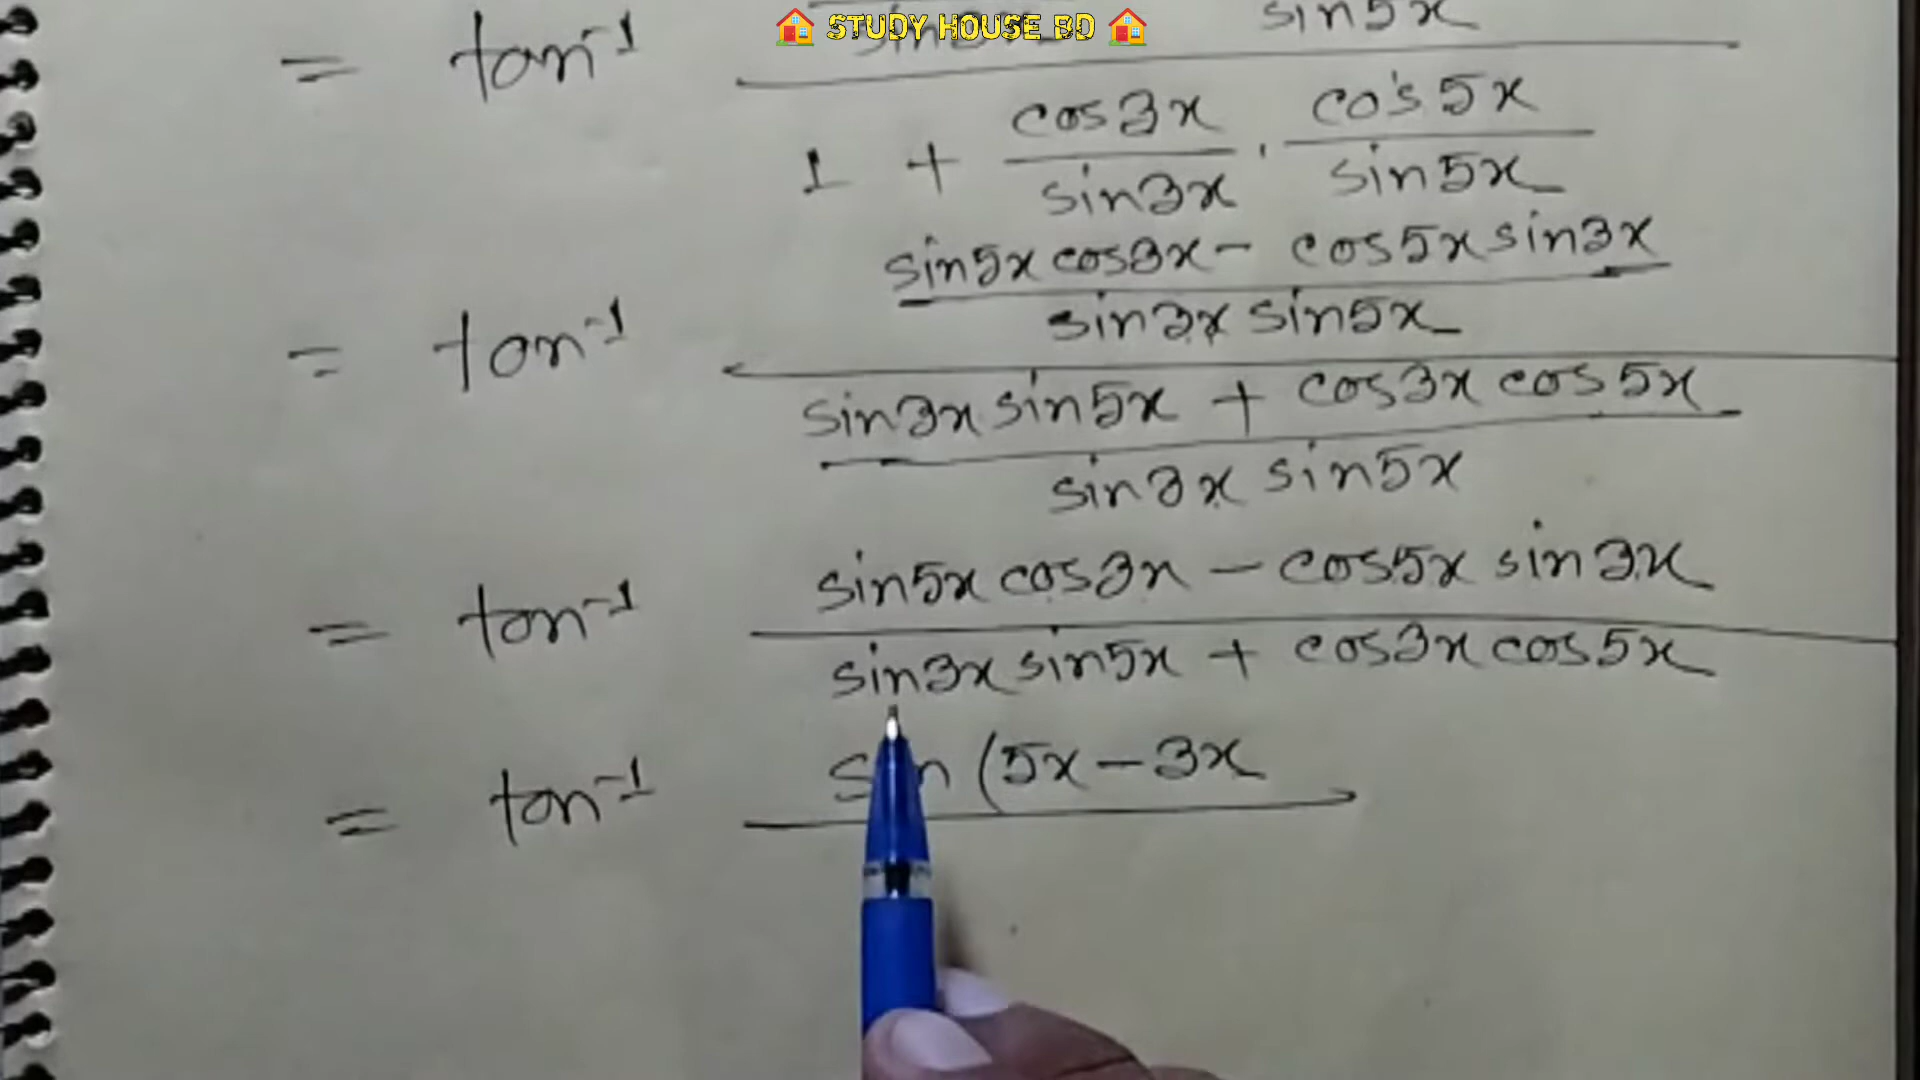 🏠 STUDY HOUSE BD 🏠
sin5x
= tan⁻¹
cos3x cos5x
1 + ─── . ───
sin3x sin5x
sin5x cos3x - cos5x sin3x
sin3x sin5x
= tan⁻¹
sin3x sin5x + cos3x cos5x
sin3x sin5x
sin5x cos3x - cos5x sin3x
= tan⁻¹
sin3x sin5x + cos3x cos5x
sin (5x - 3x
= tan⁻¹